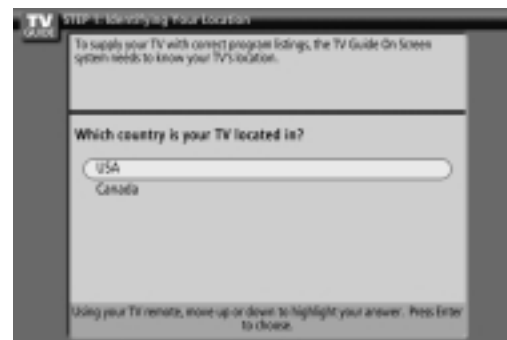 TV
GUIDE
STEP 1: Identifying Your Location
To supply your TV with correct program listings, the TV Guide On Screen
system needs to know your TV's location.
Which country is your TV located in?
USA
Canada
Using your TV remote, move up or down to highlight your answer. Press Enter
to choose.